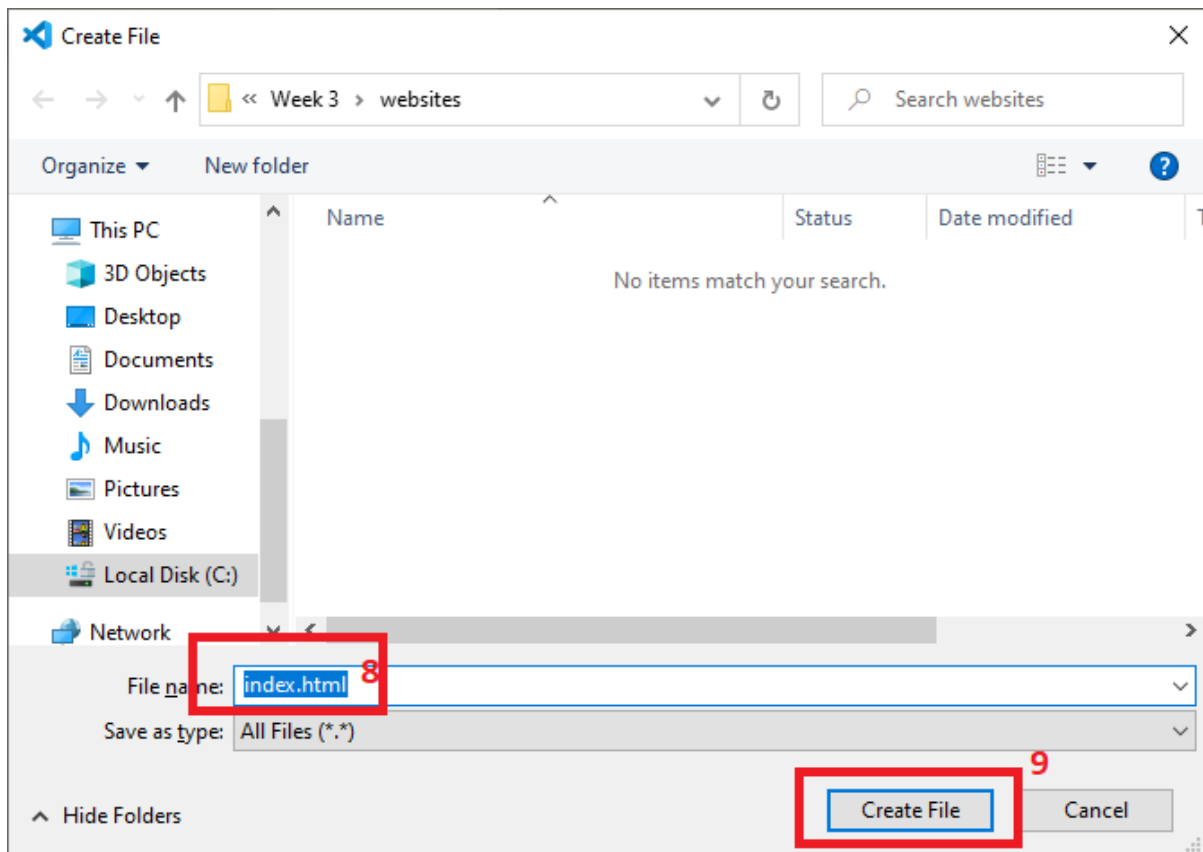 Create File
« Week 3 > websites
Search websites
Organize
New folder
?
Name
Status
Date modified
T
This PC
3D Objects
Desktop
Documents
Downloads
Music
Pictures
Videos
Local Disk (C:)
Network
No items match your search.
File name: index.html 8
Save as type: All Files (*.*)
9
Hide Folders
Create File
Cancel